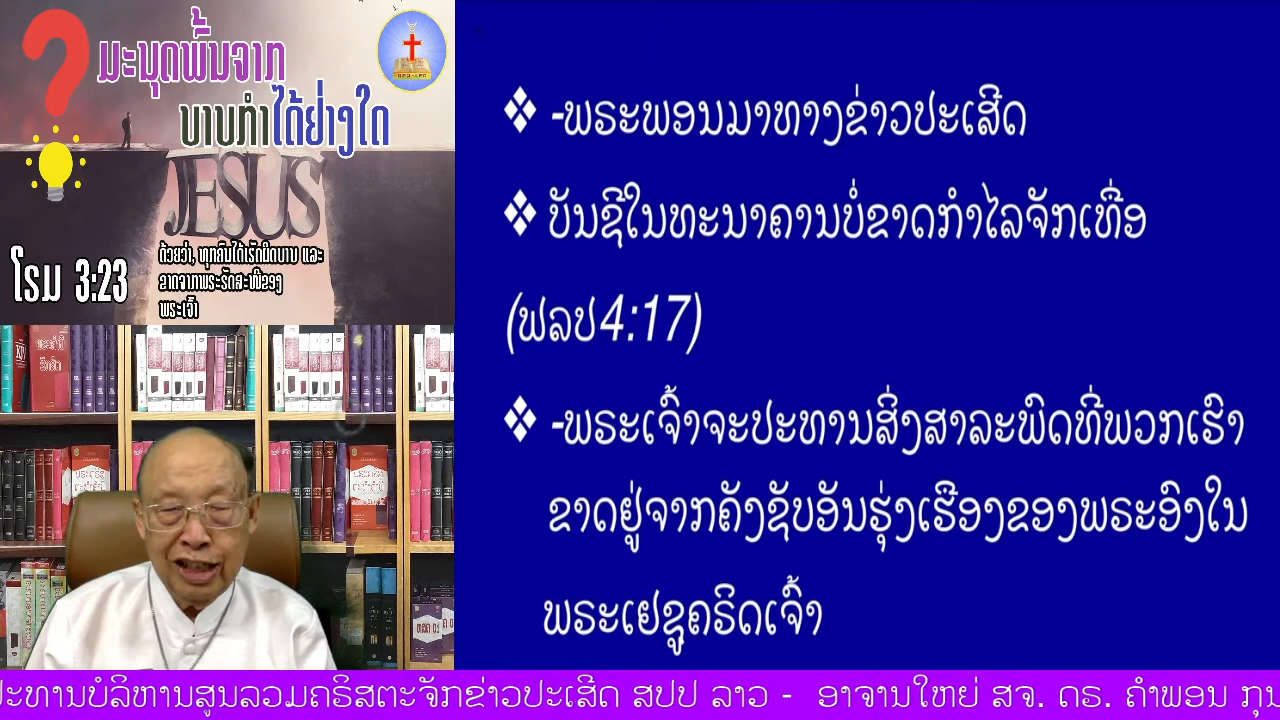 ມະນຸດພົ້ນຈາກ
ບາບກຳໄດ້ຢ່າງໃດ
JESUS
ໂຣມ 3:23
ດ້ວຍວ່າ, ທຸກຄົນໄດ້ເຮັດຜິດບາບ ແລະ
ຂາດຈາກພຣະຣັດສະໝີຂອງ
ພຣະເຈົ້າ
❖ -ພຣະພອນມາທາງຂ່າວປະເສີດ
❖ ບັນຊີໃນທະນາຄານບໍ່ຂາດກຳໄລຈັກເທື່ອ
(ຟລປ4:17)
❖ -ພຣະເຈົ້າຈະປະທານສິ່ງສາລະພັດທີ່ພວກເຮົາ
ຂາດຢູ່ຈາກຄັງຊັບອັນຮຸ່ງເຮືອງຂອງພຣະອົງໃນ
ພຣະເຢຊູຄຣິດເຈົ້າ
ປະທານບໍລິຫານສູນລວມຄຣິສຕະຈັກຂ່າວປະເສີດ ສປປ ລາວ - ອາຈານໃຫຍ່ ສຈ. ດຣ. ຄຳພອນ ກຸນ